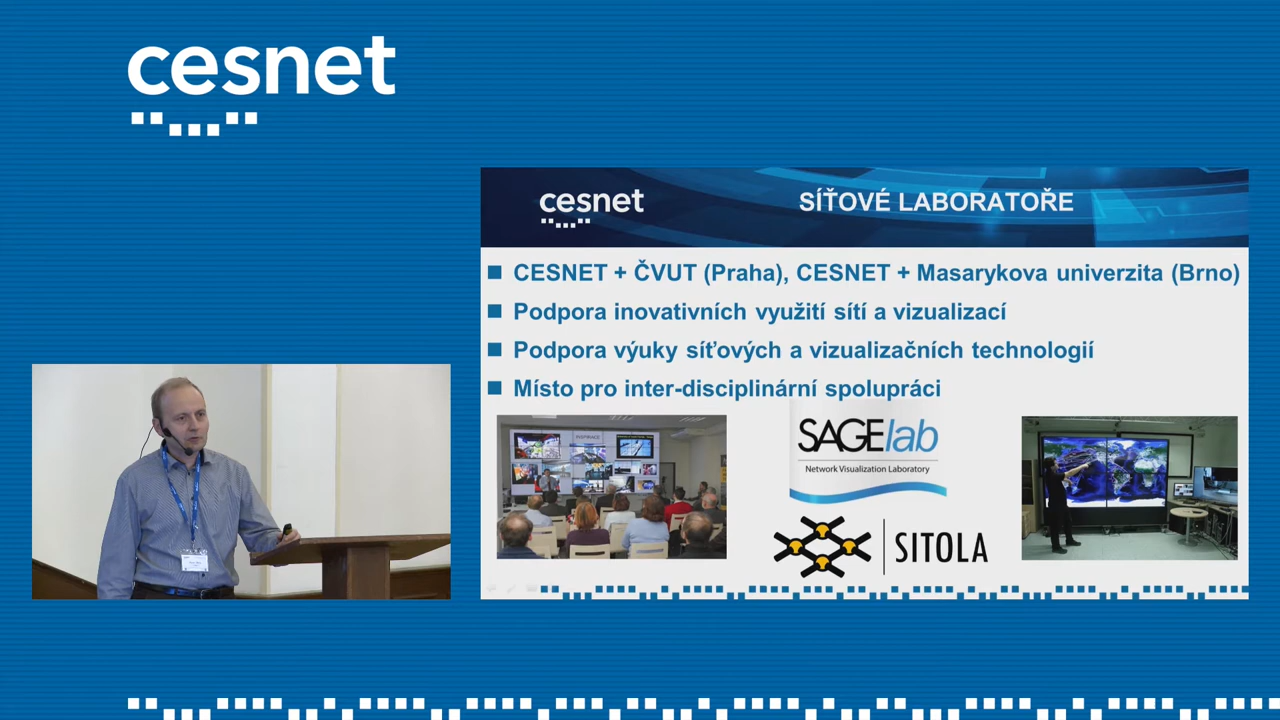 cesnet
cesnet
SÍŤOVÉ LABORATOŘE
CESNET + ČVUT (Praha), CESNET + Masarykova univerzita (Brno)
Podpora inovativních využití sítí a vizualizací
Podpora výuky síťových a vizualizačních technologií
Místo pro inter-disciplinární spolupráci
SAGElab
Network Visualization Laboratory
SITOLA